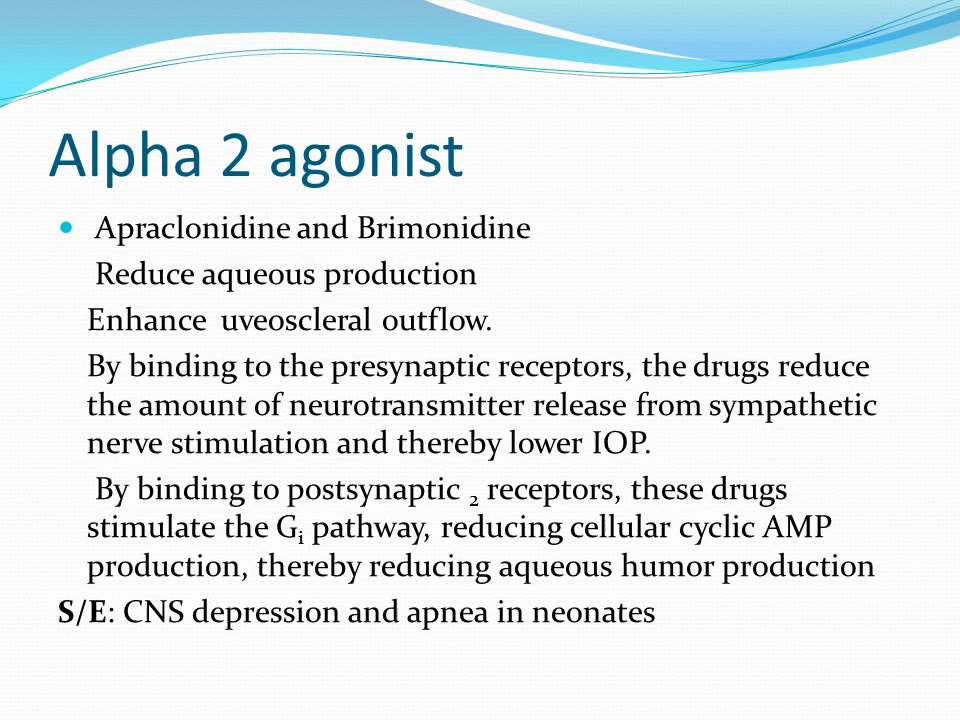 Alpha 2 agonist
• Apraclonidine and Brimonidine
Reduce aqueous production
Enhance uveoscleral outflow.
By binding to the presynaptic receptors, the drugs reduce
the amount of neurotransmitter release from sympathetic
nerve stimulation and thereby lower IOP.
By binding to postsynaptic ₂ receptors, these drugs
stimulate the Gᵢ pathway, reducing cellular cyclic AMP
production, thereby reducing aqueous humor production
S/E: CNS depression and apnea in neonates